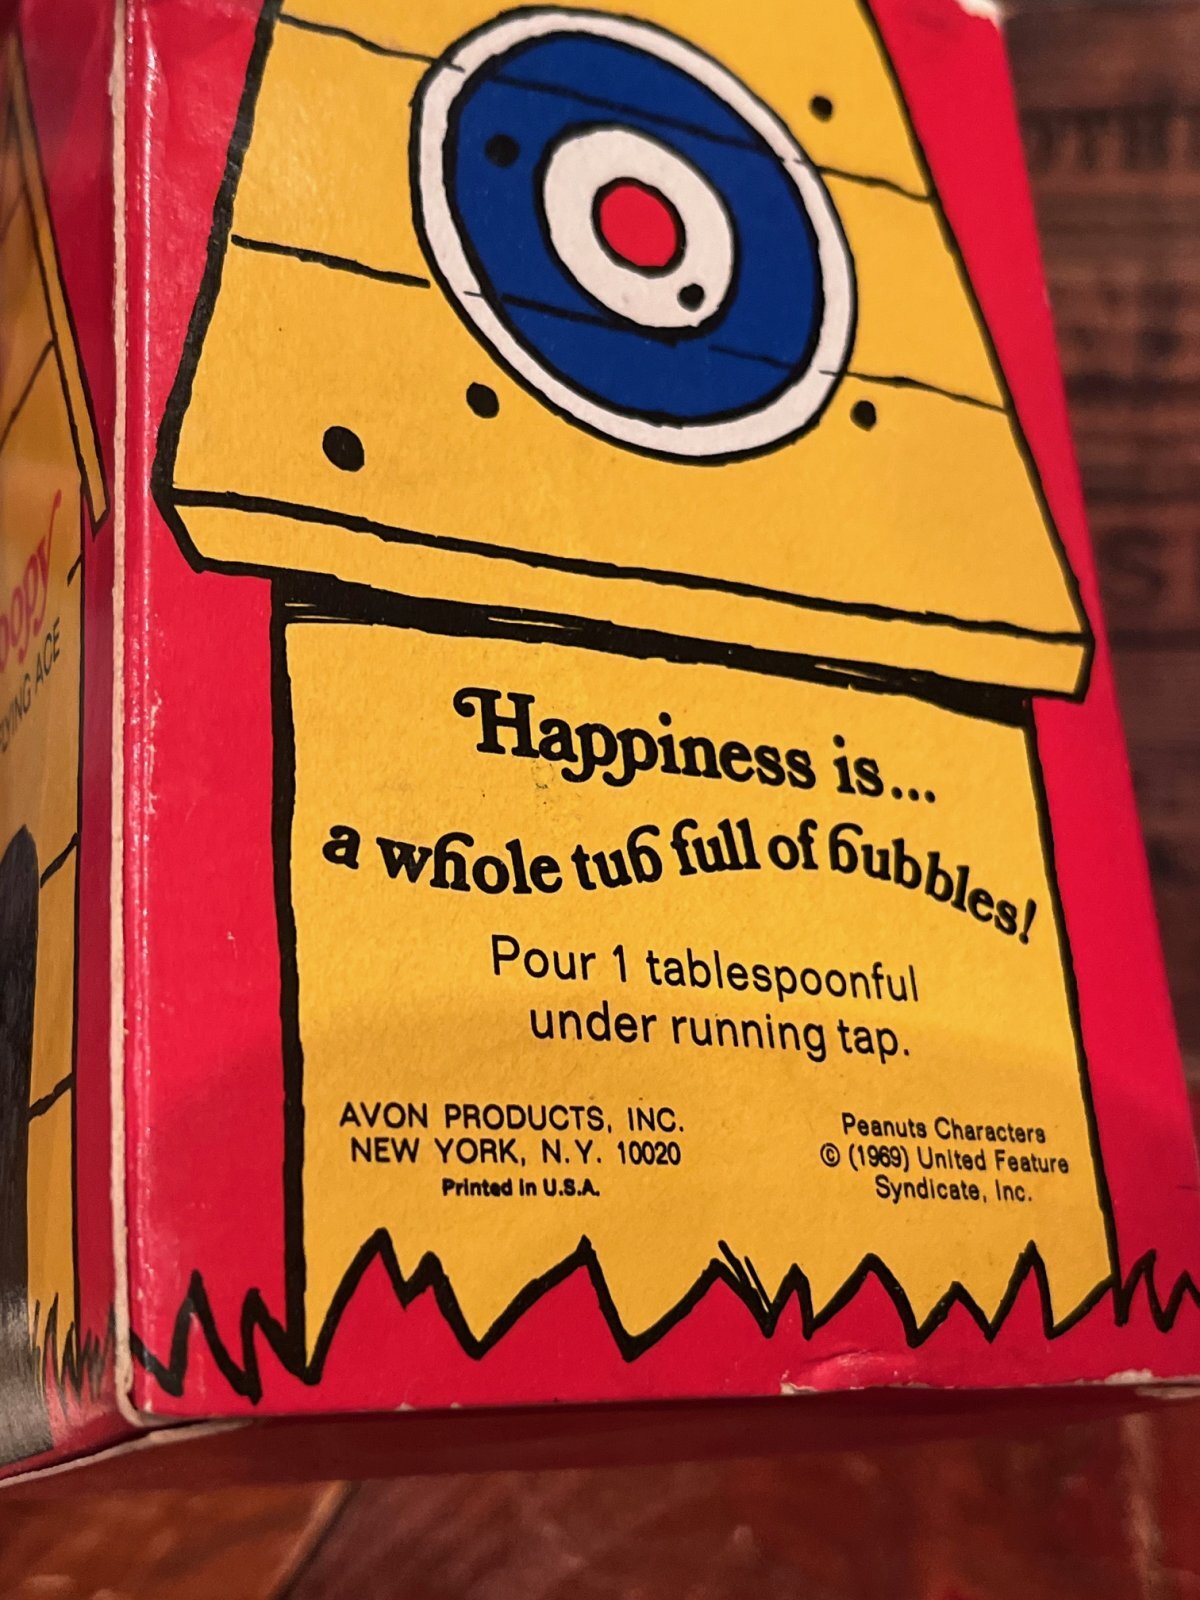 Happiness is...
a whole tub full of bubbles!
Pour 1 tablespoonful
under running tap.
AVON PRODUCTS, INC.
NEW YORK, N.Y. 10020
Printed in U.S.A.
Peanuts Characters
© (1969) United Feature
Syndicate, Inc.
ACE